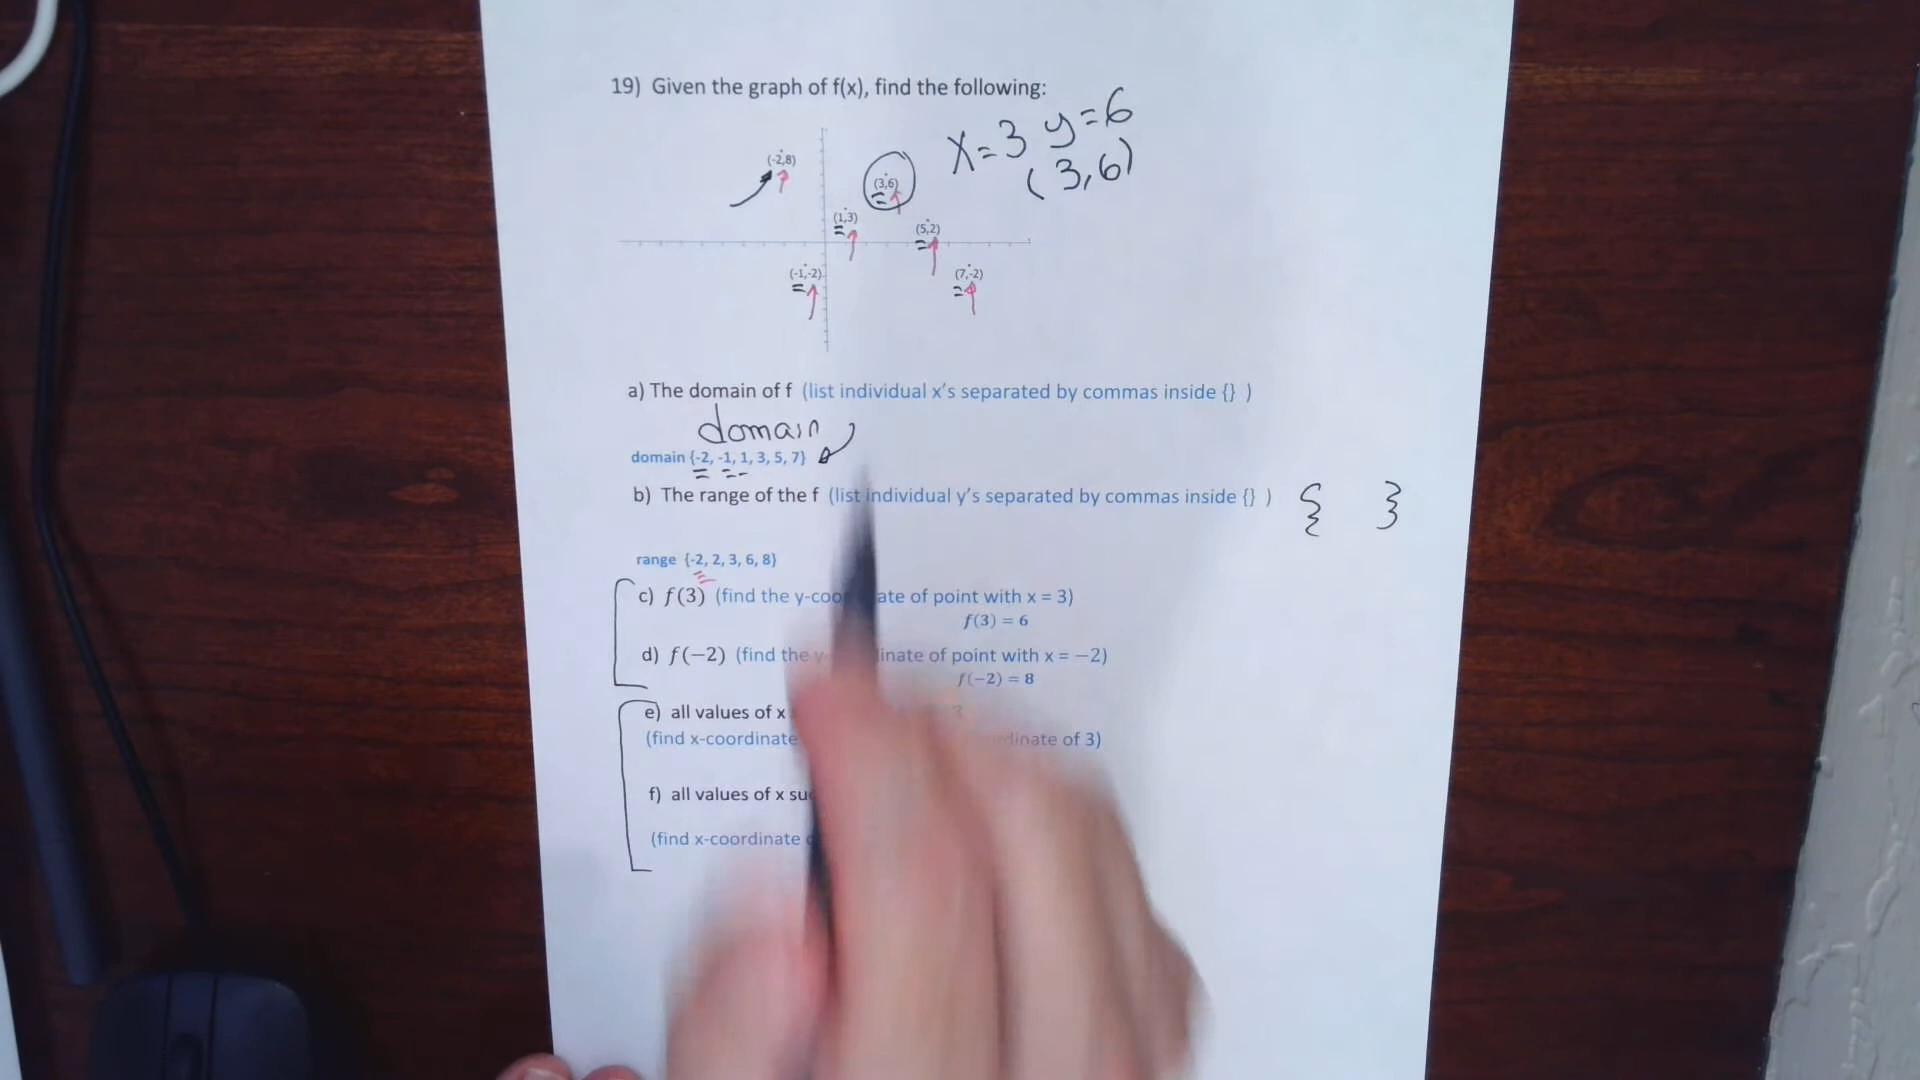 19) Given the graph of f(x), find the following:
x=3 y=6
(3,6)
(-2,8)
(3,6)
(1,3)
(5,2)
(-1,-2)
(7,-2)
a) The domain of f (list individual x's separated by commas inside {} )
domain
domain {-2, -1, 1, 3, 5, 7}
b) The range of the f (list individual y's separated by commas inside {} ) { }
range {-2, 2, 3, 6, 8}
c) f(3) (find the y-coo ate of point with x = 3)
f(3) = 6
d) f(−2) (find the y- inate of point with x = −2)
f(−2) = 8
e) all values of x
(find x-coordinate dinate of 3)
f) all values of x su
(find x-coordinate